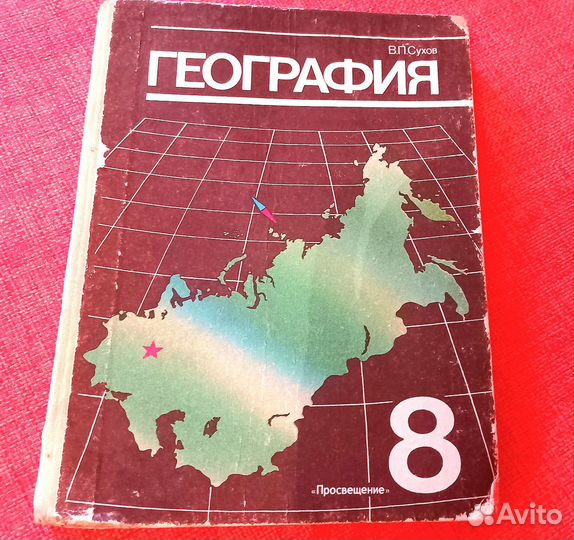 В.П.Сухов
ГЕОГРАФИЯ
«Просвещение»
8
Avito